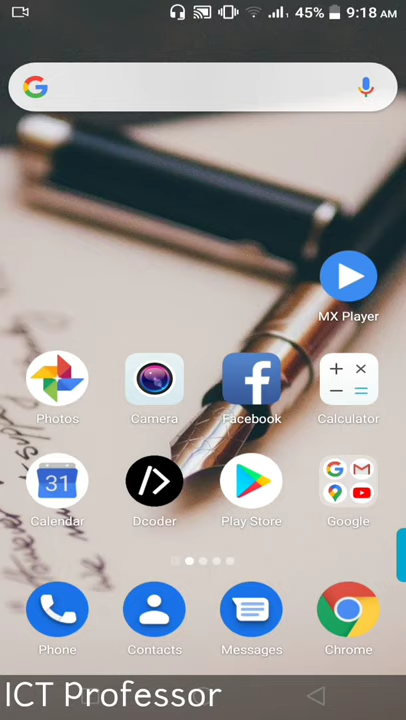 45% 9:18 AM
MX Player
Photos Camera Facebook Calculator
31
Calendar Dcoder Play Store Google
Phone Contacts Messages Chrome
ICT Professor